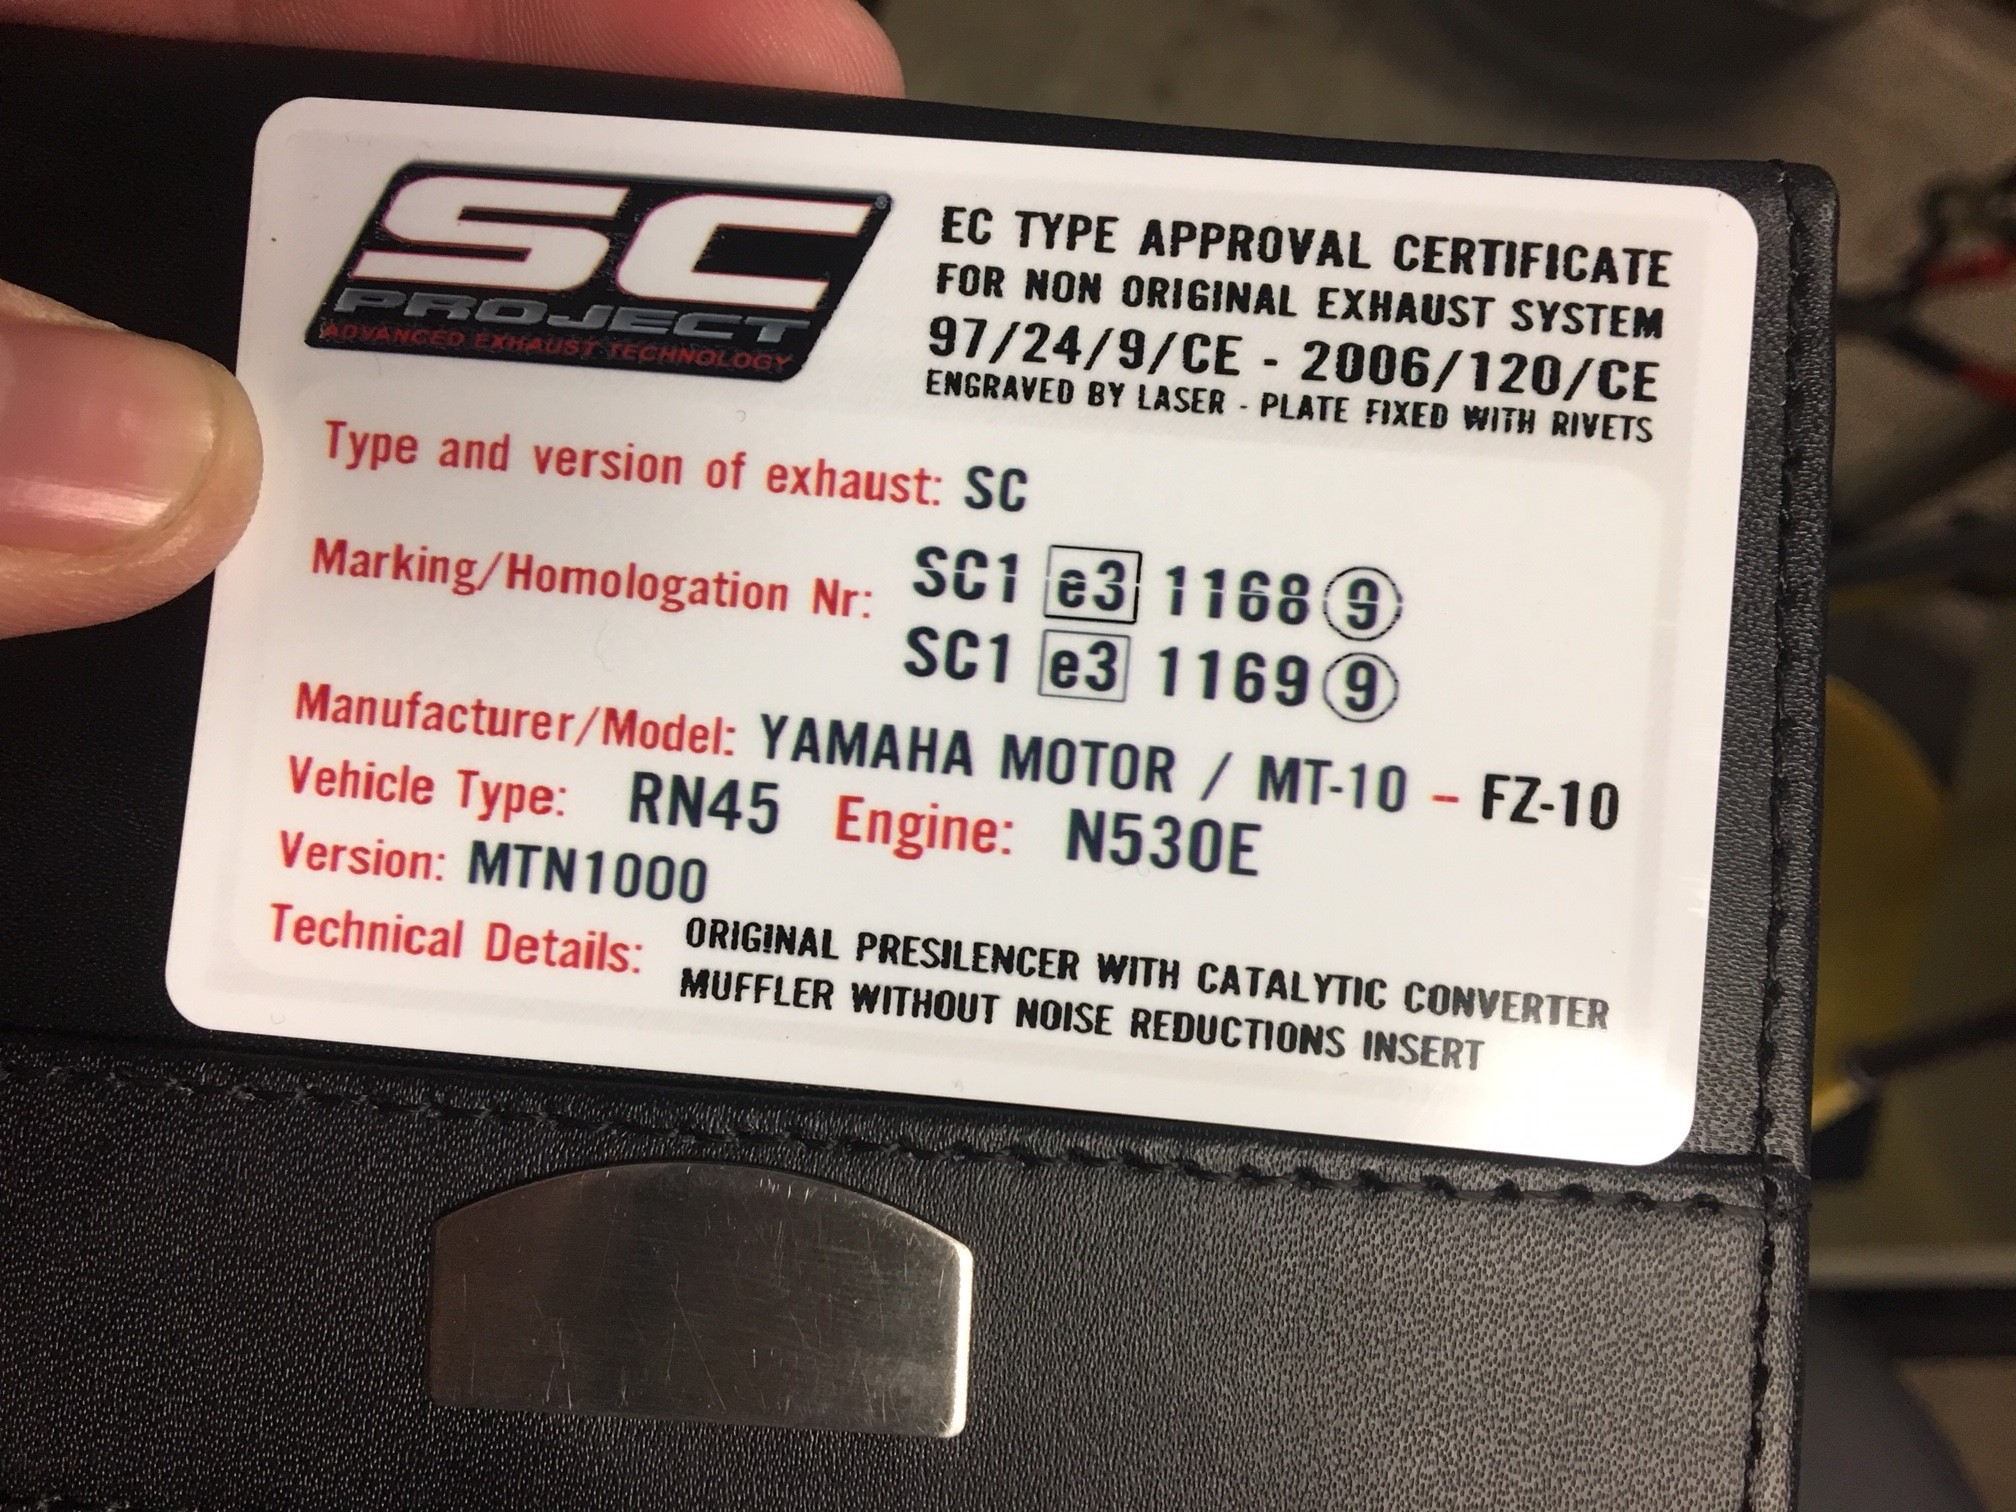 SC®
PROJECT
ADVANCED EXHAUST TECHNOLOGY
EC TYPE APPROVAL CERTIFICATE
FOR NON ORIGINAL EXHAUST SYSTEM
97/24/9/CE - 2006/120/CE
ENGRAVED BY LASER - PLATE FIXED WITH RIVETS
Type and version of exhaust: SC
Marking/Homologation Nr: SC1 e3 1168 9
SC1 e3 1169 9
Manufacturer/Model: YAMAHA MOTOR / MT-10 - FZ-10
Vehicle Type: RN45 Engine: N530E
Version: MTN1000
Technical Details: ORIGINAL PRESILENCER WITH CATALYTIC CONVERTER
MUFFLER WITHOUT NOISE REDUCTIONS INSERT